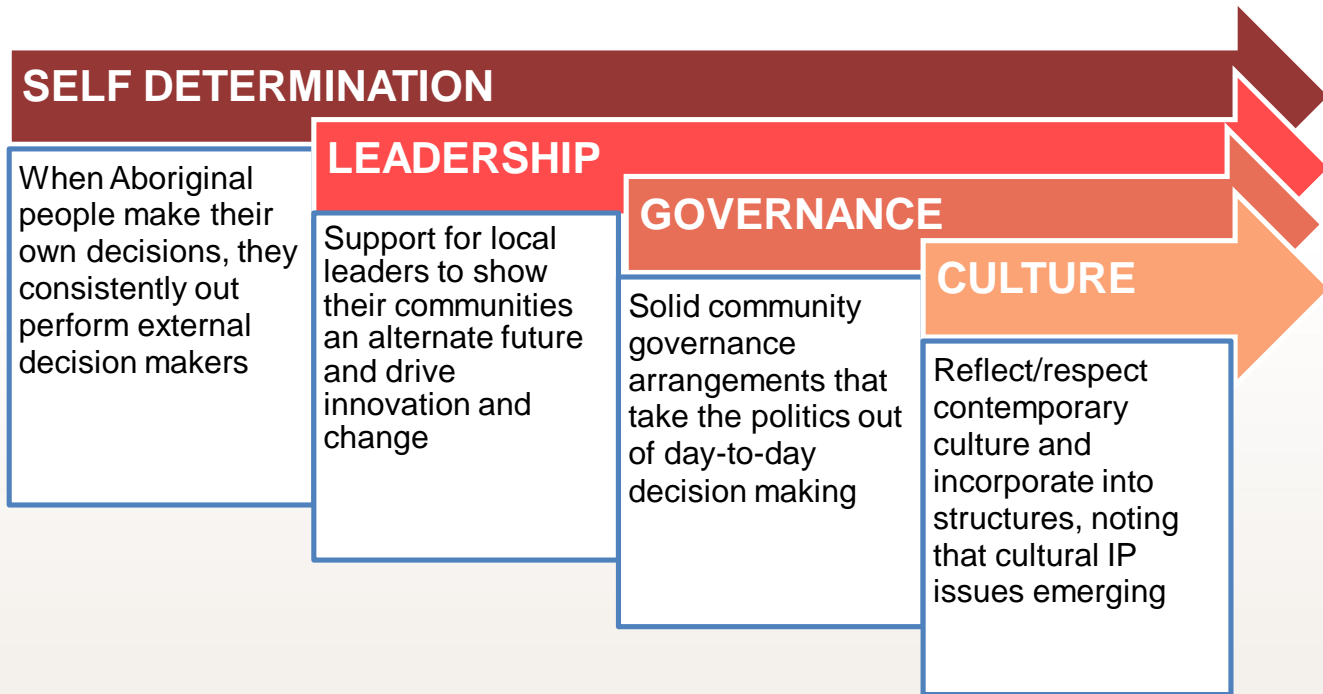 SELF DETERMINATION
When Aboriginal
people make their
own decisions, they
consistently out
perform external
decision makers
LEADERSHIP
Support for local
leaders to show
their communities
an alternate future
and drive
innovation and
change
GOVERNANCE
Solid community
governance
arrangements that
take the politics out
of day-to-day
decision making
CULTURE
Reflect/respect
contemporary
culture and
incorporate into
structures, noting
that cultural IP
issues emerging